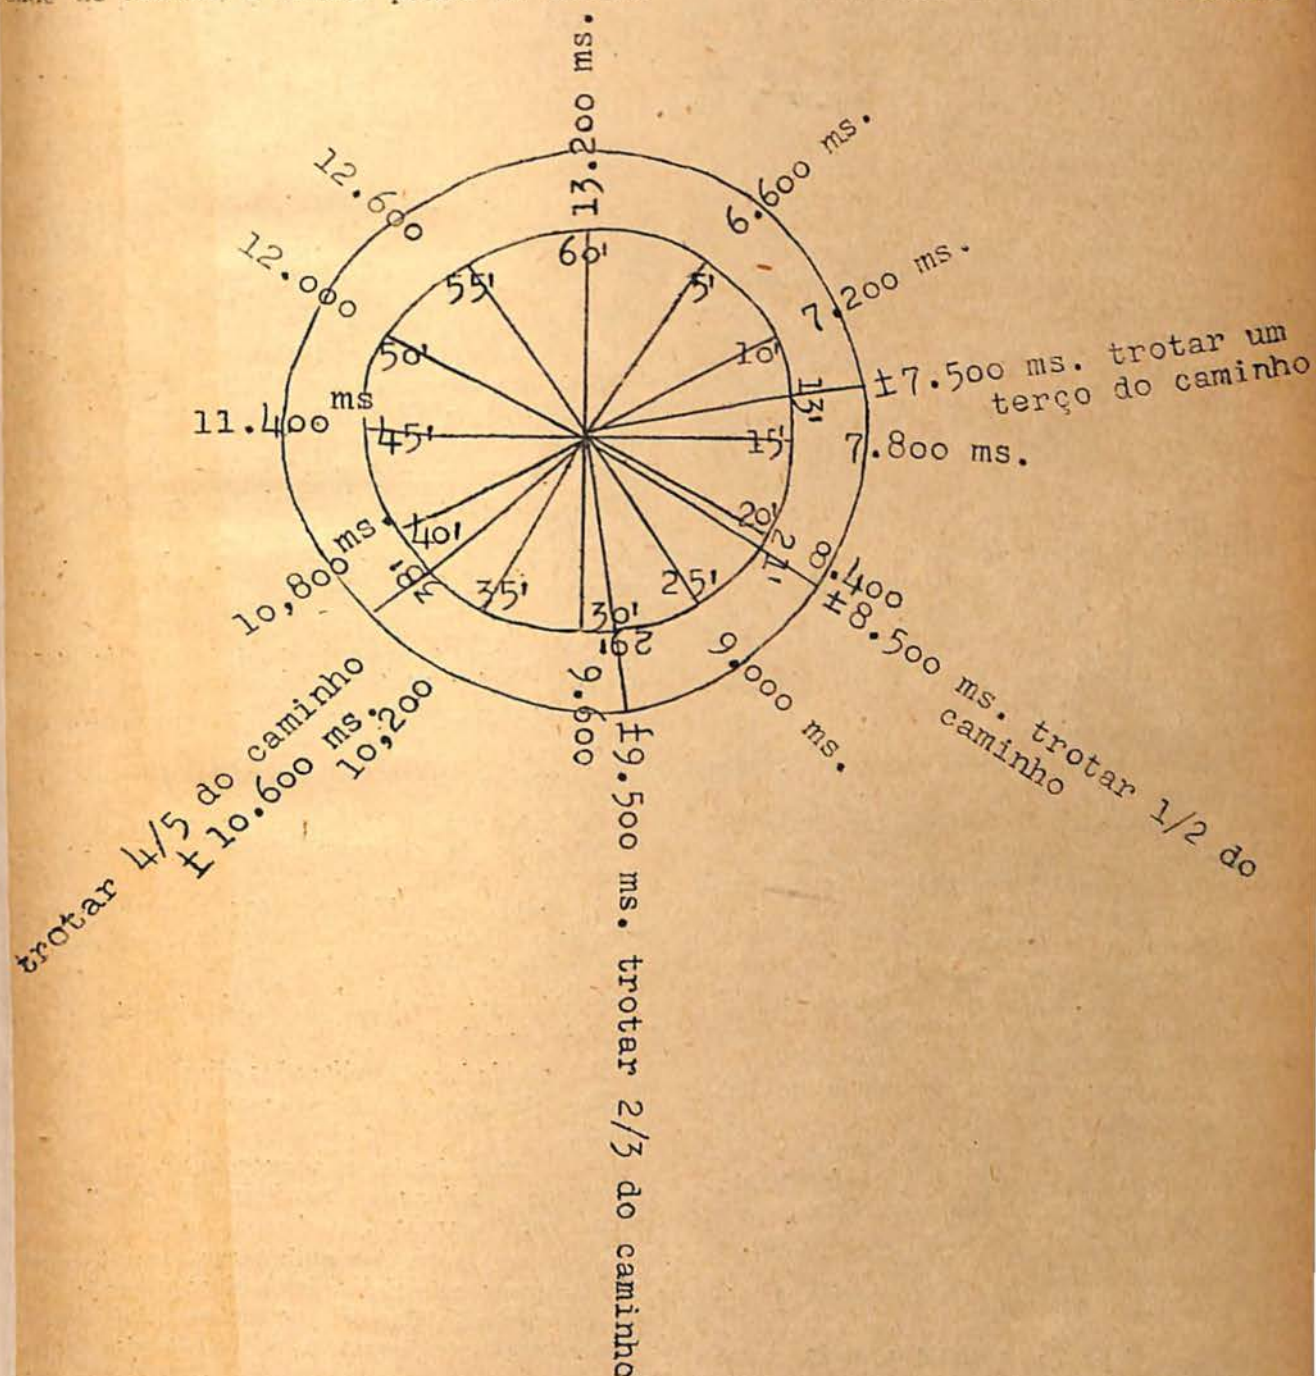 13.200 ms.
6.600 ms.
7.200 ms.
±7.500 ms. trotar um
terço do caminho
7.800 ms.
8.400
±8.500 ms. trotar 1/2 do
caminho
9.000 ms.
±9.500 ms. trotar 2/3 do caminho
9.600
10,200
± 10.600 ms.
trotar 4/5 do caminho
10,800 ms.
11.400 ms
12.000
12.600
60'
5'
10'
13'
15'
20'
21'
25'
29'
30'
35'
38'
40'
45'
50'
55'